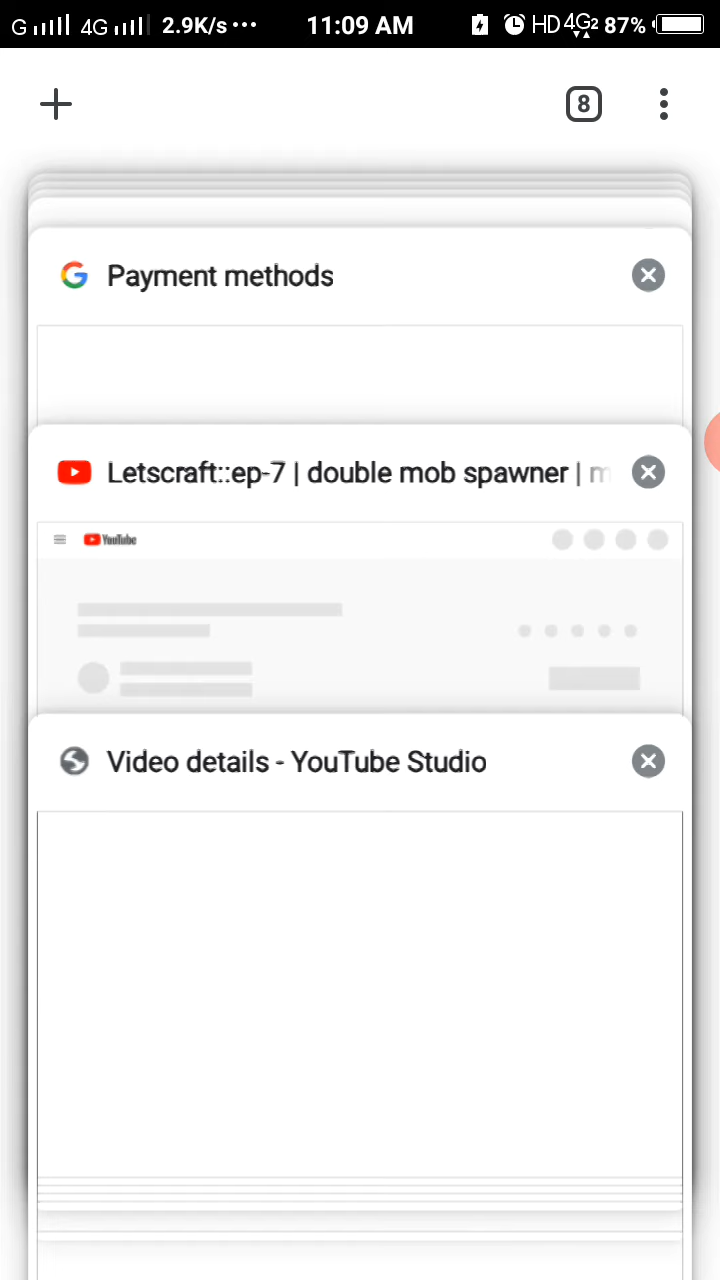 G 4G 2.9K/s ••• 11:09 AM HD 4G2 87%
8
Payment methods
Letscraft::ep-7 | double mob spawner |
YouTube
Video details - YouTube Studio